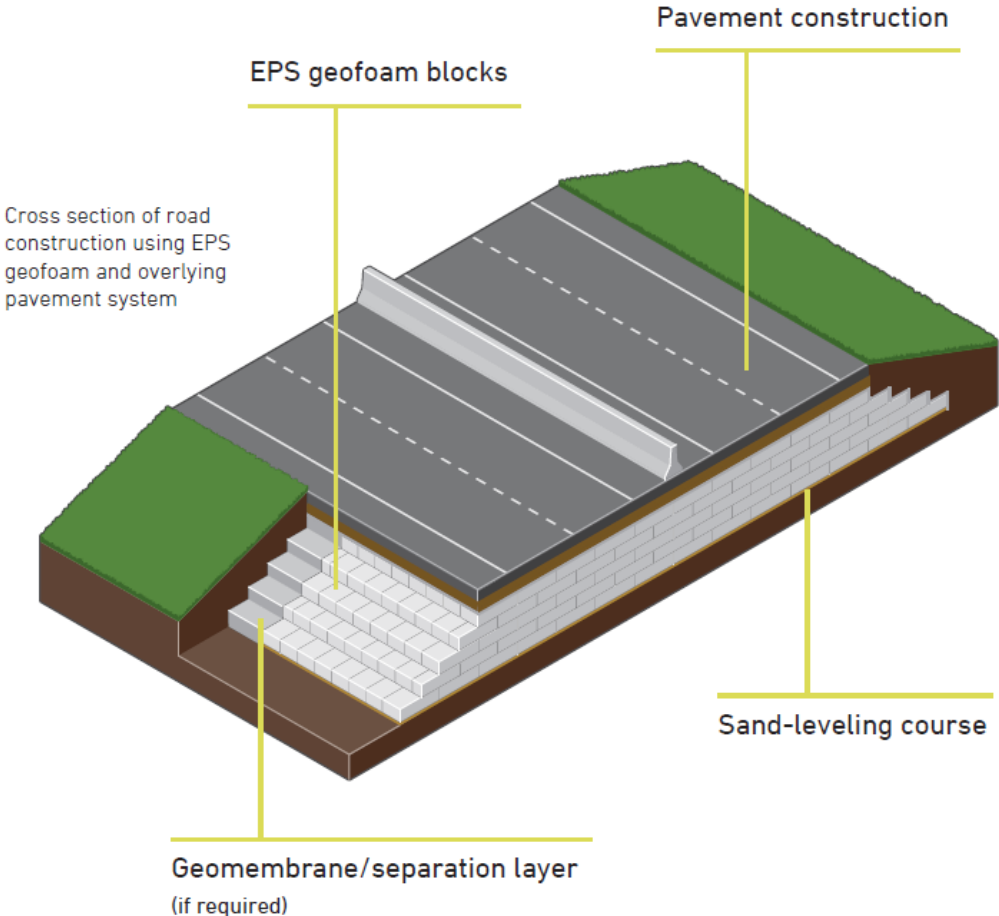 Pavement construction
EPS geofoam blocks
Cross section of road
construction using EPS
geofoam and overlying
pavement system
Sand-leveling course
Geomembrane/separation layer
(if required)